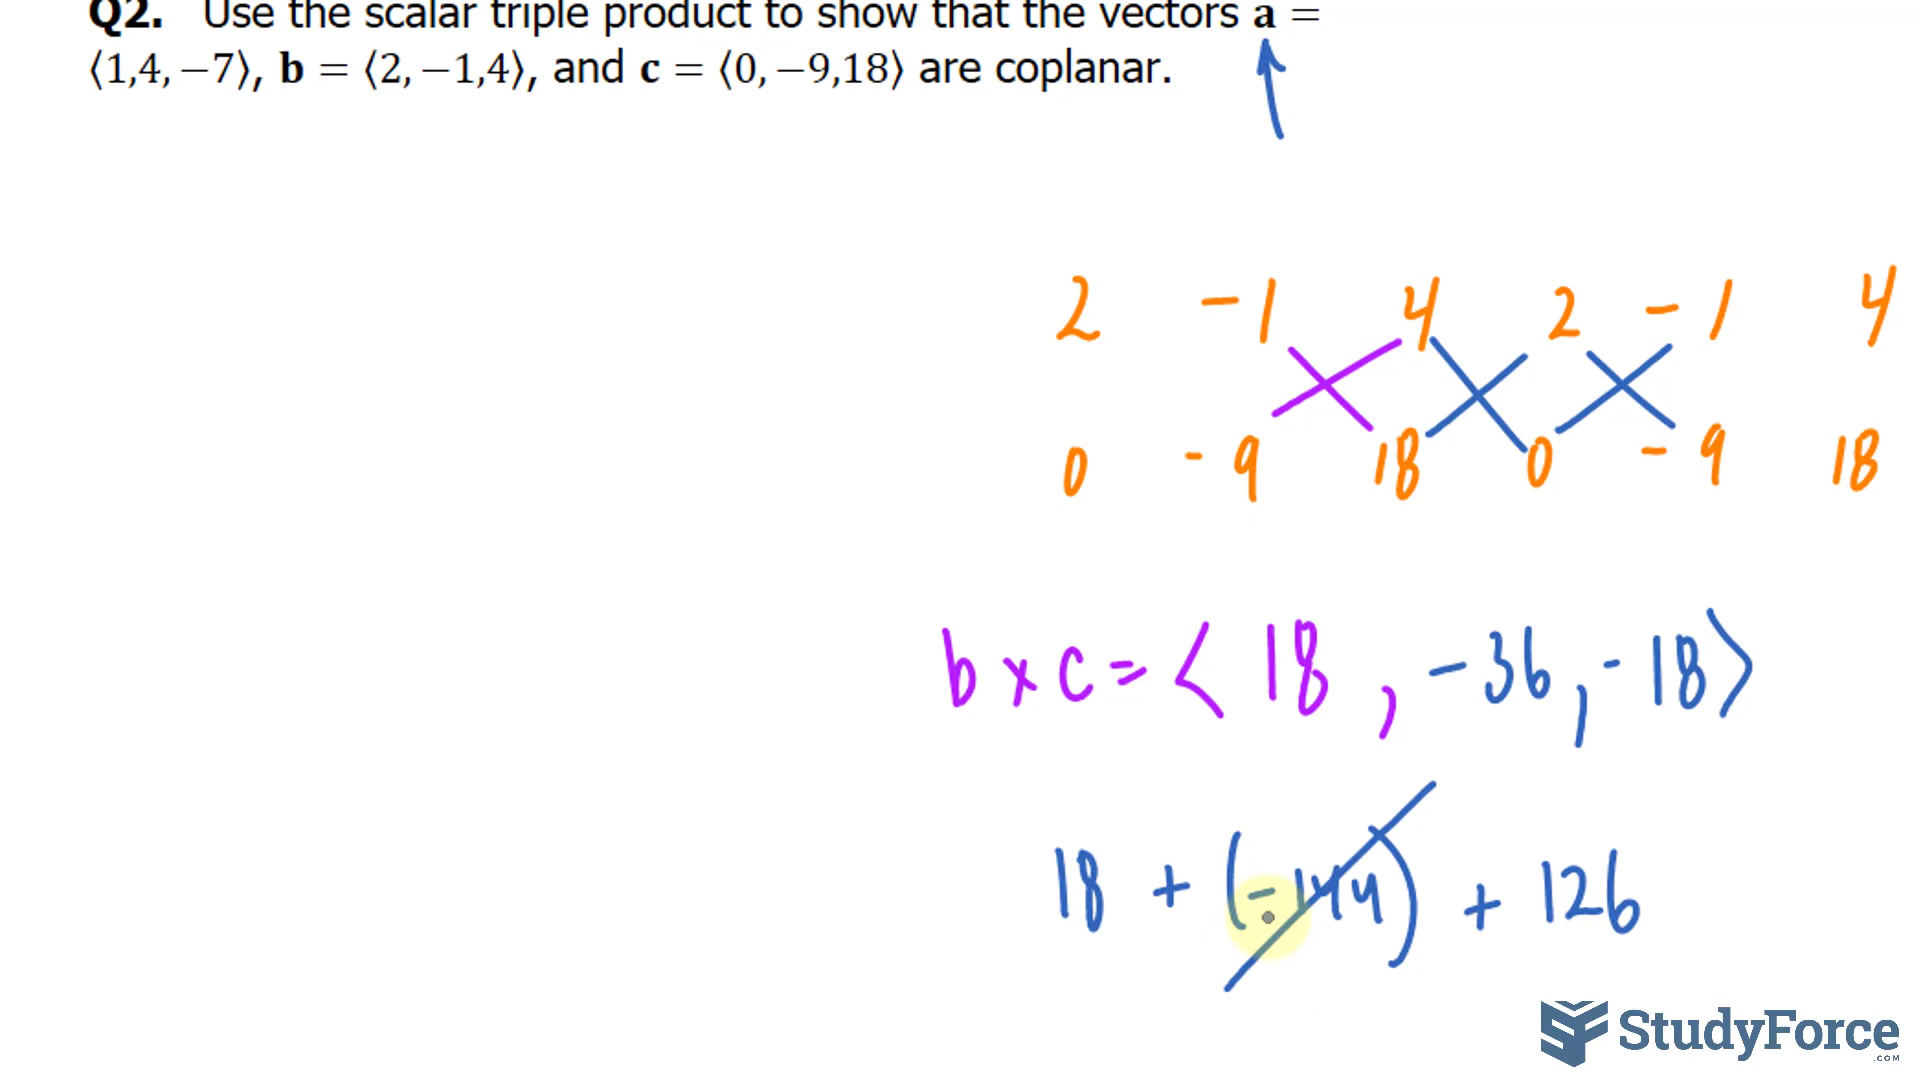 Q2. Use the scalar triple product to show that the vectors a =
⟨1,4,−7⟩, b = ⟨2,−1,4⟩, and c = ⟨0,−9,18⟩ are coplanar.
2 -1 4 2 -1 4
0 -9 18 0 -9 18
b × c = ⟨18, -36, -18⟩
18 + (-144) + 126
StudyForce
.COM